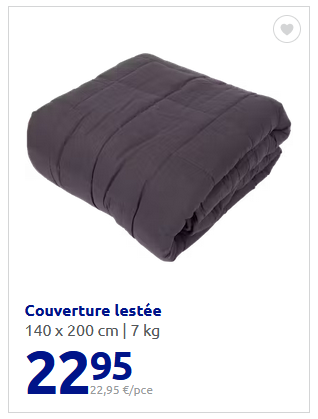 Couverture lestée
140 x 200 cm | 7 kg
2295
22,95 €/pce